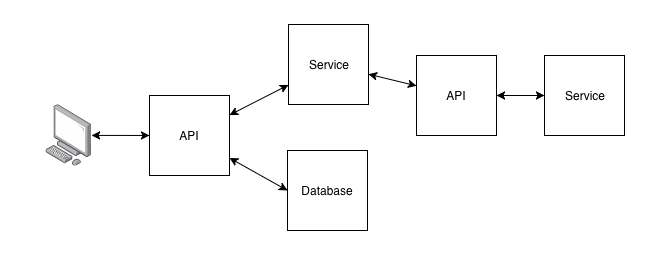 API
Service
Database
API
Service